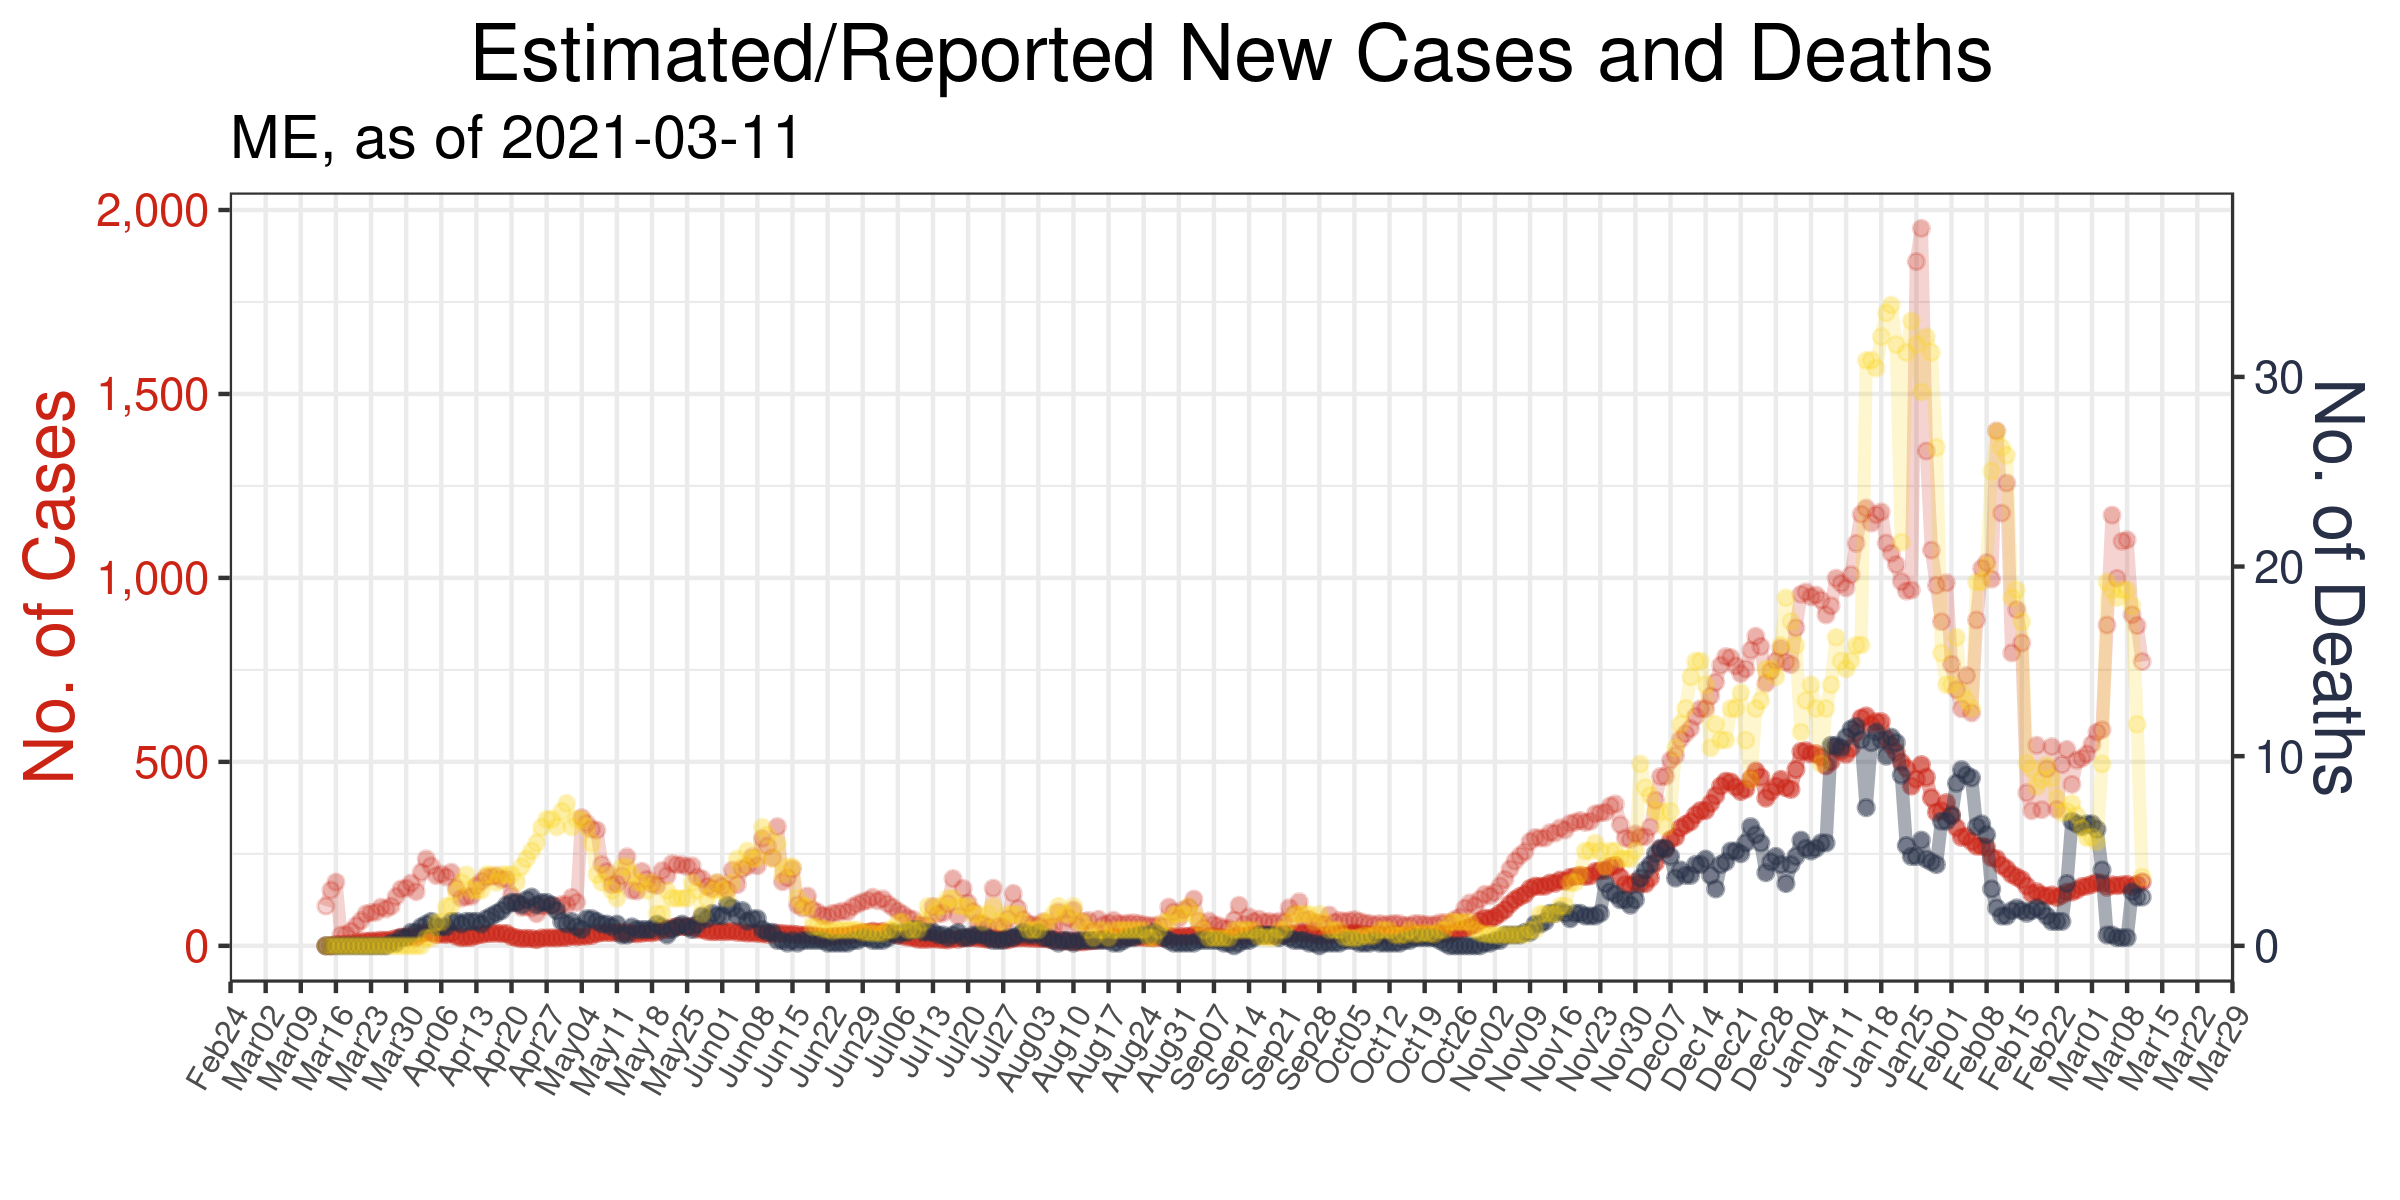 Estimated/Reported New Cases and Deaths
ME, as of 2021-03-11
No. of Cases
2,000
1,500
1,000
500
0
30
20
10
0
No. of Deaths
Feb24
Mar02
Mar09
Mar16
Mar23
Mar30
Apr06
Apr13
Apr20
Apr27
May04
May11
May18
May25
Jun01
Jun08
Jun15
Jun22
Jun29
Jul06
Jul13
Jul20
Jul27
Aug03
Aug10
Aug17
Aug24
Aug31
Sep07
Sep14
Sep21
Sep28
Oct05
Oct12
Oct19
Oct26
Nov02
Nov09
Nov16
Nov23
Nov30
Dec07
Dec14
Dec21
Dec28
Jan04
Jan11
Jan18
Jan25
Feb01
Feb08
Feb15
Feb22
Mar01
Mar08
Mar15
Mar22
Mar29